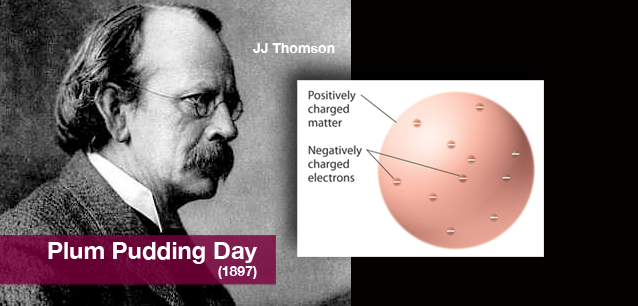 JJ Thomson
Positively
charged
matter
Negatively
charged
electrons
Plum Pudding Day
(1897)